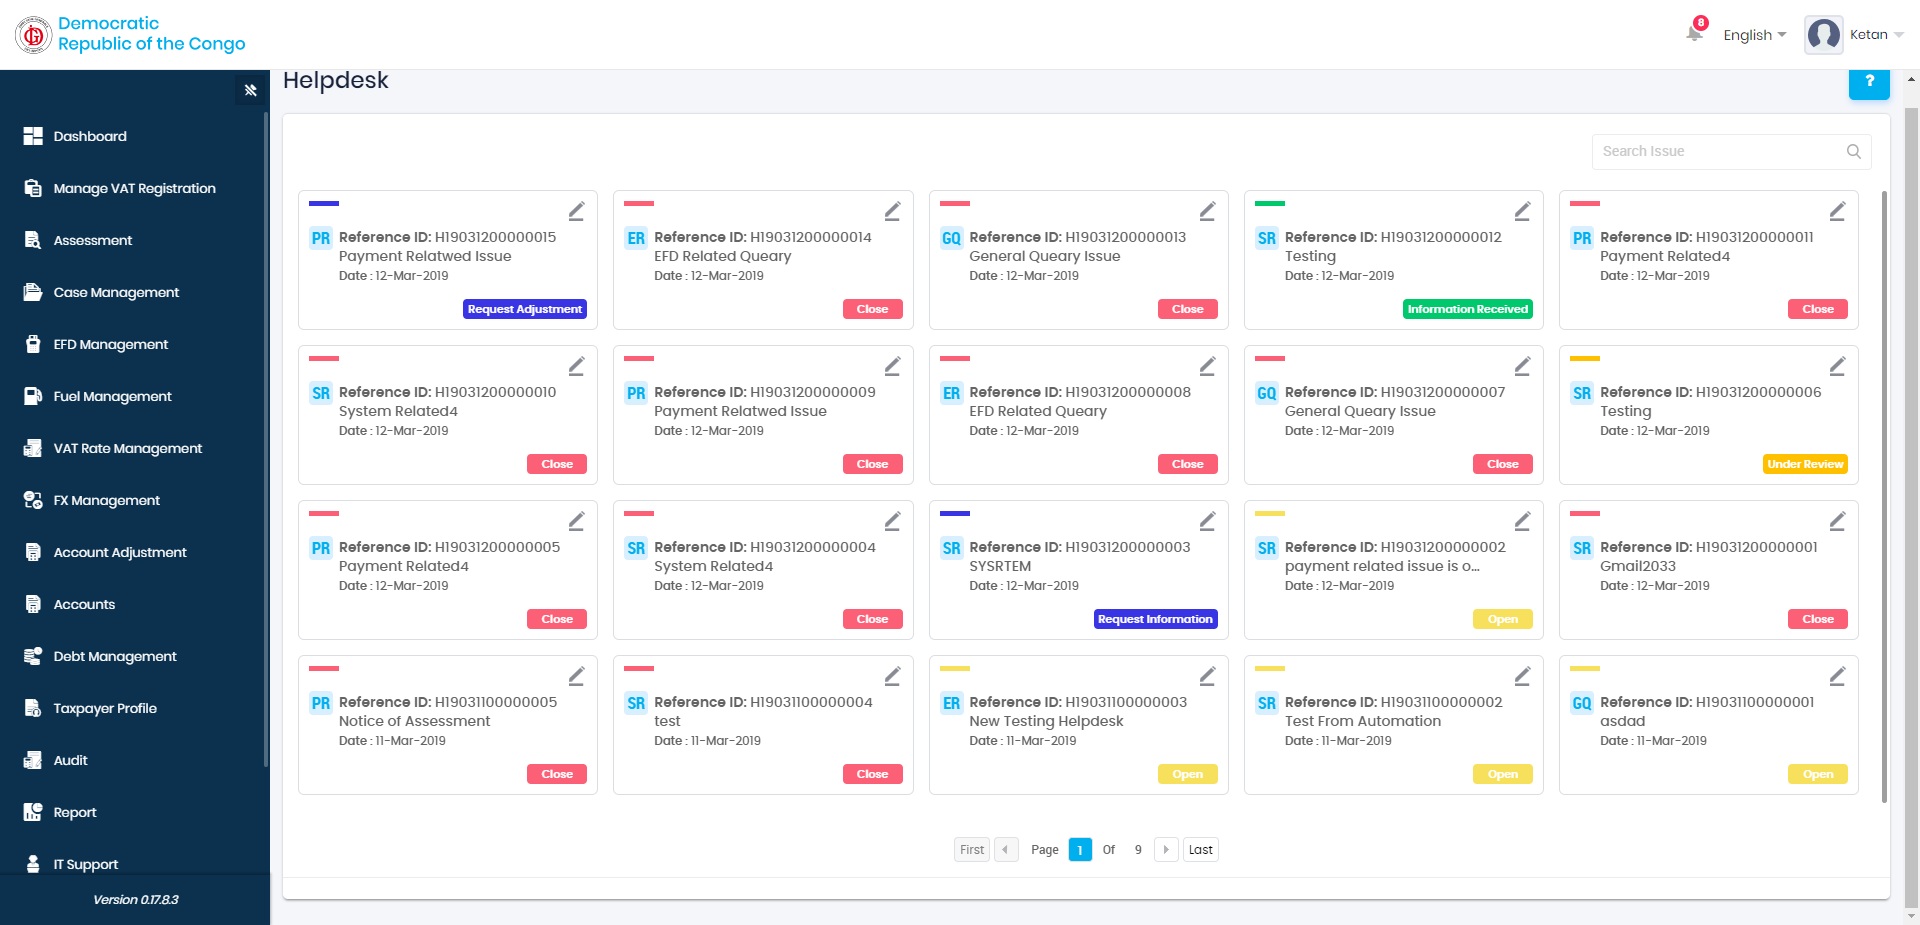 Democratic
Republic of the Congo
8
English
Ketan
Helpdesk
?
Dashboard
Manage VAT Registration
Assessment
Case Management
EFD Management
Fuel Management
VAT Rate Management
FX Management
Account Adjustment
Accounts
Debt Management
Taxpayer Profile
Audit
Report
IT Support
Version 0.17.8.3
Search Issue
PR Reference ID: H19031200000015
Payment Relatwed Issue
Date : 12-Mar-2019
Request Adjustment
ER Reference ID: H19031200000014
EFD Related Queary
Date : 12-Mar-2019
Close
GQ Reference ID: H19031200000013
General Queary Issue
Date : 12-Mar-2019
Close
SR Reference ID: H19031200000012
Testing
Date : 12-Mar-2019
Information Received
PR Reference ID: H19031200000011
Payment Related4
Date : 12-Mar-2019
Close
SR Reference ID: H19031200000010
System Related4
Date : 12-Mar-2019
Close
PR Reference ID: H19031200000009
Payment Relatwed Issue
Date : 12-Mar-2019
Close
ER Reference ID: H19031200000008
EFD Related Queary
Date : 12-Mar-2019
Close
GQ Reference ID: H19031200000007
General Queary Issue
Date : 12-Mar-2019
Close
SR Reference ID: H19031200000006
Testing
Date : 12-Mar-2019
Under Review
PR Reference ID: H19031200000005
Payment Related4
Date : 12-Mar-2019
Close
SR Reference ID: H19031200000004
System Related4
Date : 12-Mar-2019
Close
SR Reference ID: H19031200000003
SYSRTEM
Date : 12-Mar-2019
Request Information
SR Reference ID: H19031200000002
payment related issue is o...
Date : 12-Mar-2019
Open
SR Reference ID: H19031200000001
Gmail2033
Date : 12-Mar-2019
Close
PR Reference ID: H19031100000005
Notice of Assessment
Date : 11-Mar-2019
Close
SR Reference ID: H19031100000004
test
Date : 11-Mar-2019
Close
ER Reference ID: H19031100000003
New Testing Helpdesk
Date : 11-Mar-2019
Open
SR Reference ID: H19031100000002
Test From Automation
Date : 11-Mar-2019
Open
GQ Reference ID: H19031100000001
asdad
Date : 11-Mar-2019
Open
First Page 1 Of 9 Last